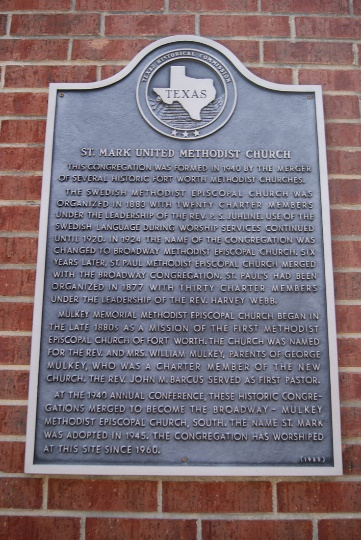 TEXAS HISTORICAL COMMISSION
TEXAS
ST. MARK UNITED METHODIST CHURCH
THIS CONGREGATION WAS FORMED IN 1940 BY THE MERGER
OF SEVERAL HISTORIC FORT WORTH METHODIST CHURCHES.
THE SWEDISH METHODIST EPISCOPAL CHURCH WAS
ORGANIZED IN 1883 WITH TWENTY CHARTER MEMBERS
UNDER THE LEADERSHIP OF THE REV. P. S. JUHLINE. USE OF THE
SWEDISH LANGUAGE DURING WORSHIP SERVICES CONTINUED
UNTIL 1920. IN 1924 THE NAME OF THE CONGREGATION WAS
CHANGED TO BROADWAY METHODIST EPISCOPAL CHURCH. SIX
YEARS LATER, ST. PAUL METHODIST EPISCOPAL CHURCH MERGED
WITH THE BROADWAY CONGREGATION. ST. PAUL'S HAD BEEN
ORGANIZED IN 1877 WITH THIRTY CHARTER MEMBERS
UNDER THE LEADERSHIP OF THE REV. HARVEY WEBB.
MULKEY MEMORIAL METHODIST EPISCOPAL CHURCH BEGAN IN
THE LATE 1880S AS A MISSION OF THE FIRST METHODIST
EPISCOPAL CHURCH OF FORT WORTH. THE CHURCH WAS NAMED
FOR THE REV. AND MRS. WILLIAM MULKEY, PARENTS OF GEORGE
MULKEY, WHO WAS A CHARTER MEMBER OF THE NEW
CHURCH. THE REV. JOHN M. BARCUS SERVED AS FIRST PASTOR.
AT THE 1940 ANNUAL CONFERENCE, THESE HISTORIC CONGRE-
GATIONS MERGED TO BECOME THE BROADWAY - MULKEY
METHODIST EPISCOPAL CHURCH, SOUTH. THE NAME ST. MARK
WAS ADOPTED IN 1945. THE CONGREGATION HAS WORSHIPED
AT THIS SITE SINCE 1960.